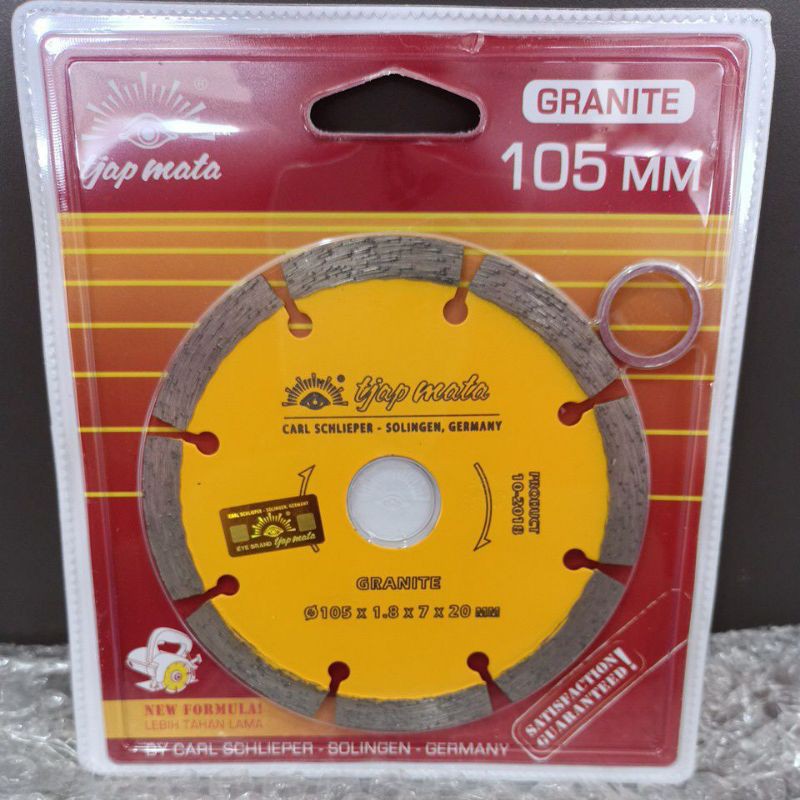 ®
tjap mata
GRANITE
105 MM
®
tjap mata
CARL SCHLIEPER - SOLINGEN, GERMANY
PRODUCT
10-2018
CARL SCHLIEPER - SOLINGEN, GERMANY
EYE BRAND tjap mata
GRANITE
Ø105 x 1.8 x 7 x 20 MM
NEW FORMULA!
LEBIH TAHAN LAMA
SATISFACTION
GUARANTEED!
BY CARL SCHLIEPER - SOLINGEN - GERMANY